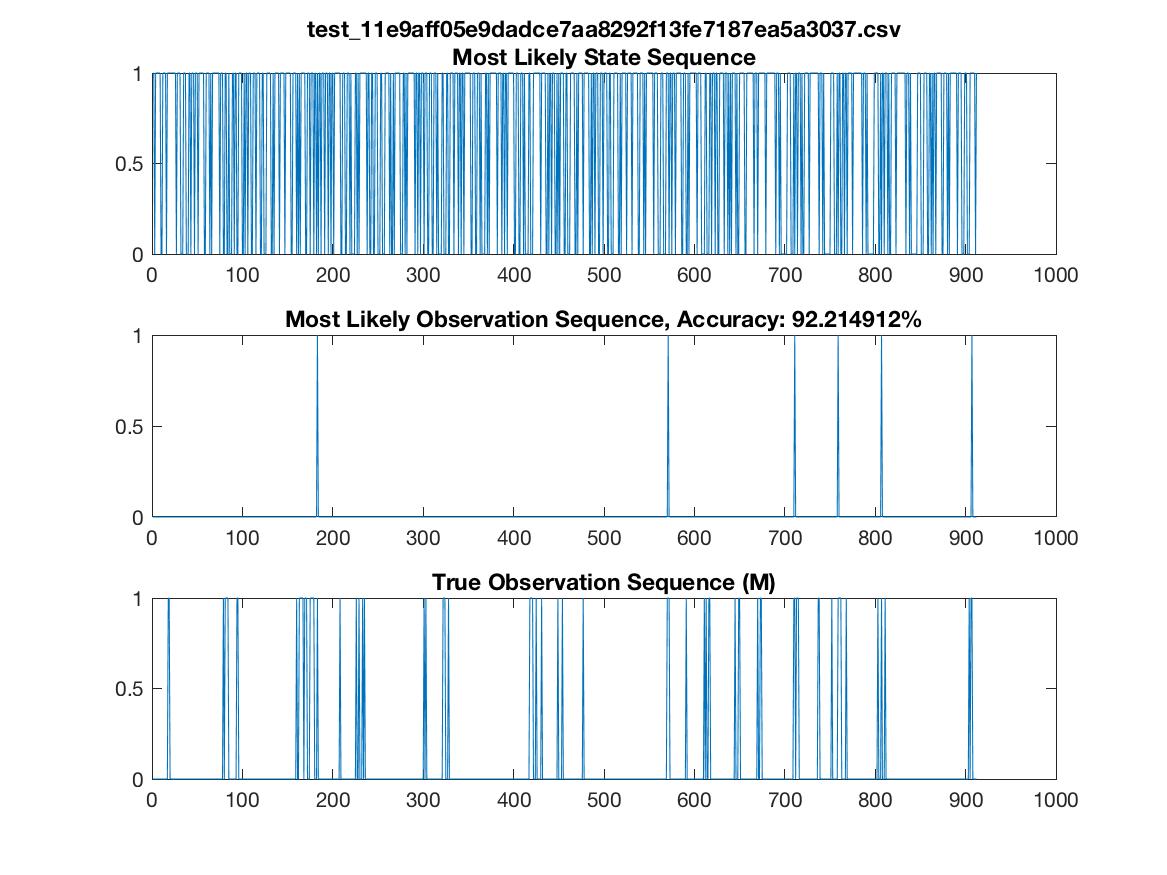 test_11e9aff05e9dadce7aa8292f13fe7187ea5a3037.csv
Most Likely State Sequence
1
0.5
0
0 100 200 300 400 500 600 700 800 900 1000
Most Likely Observation Sequence, Accuracy: 92.214912%
1
0.5
0
0 100 200 300 400 500 600 700 800 900 1000
True Observation Sequence (M)
1
0.5
0
0 100 200 300 400 500 600 700 800 900 1000